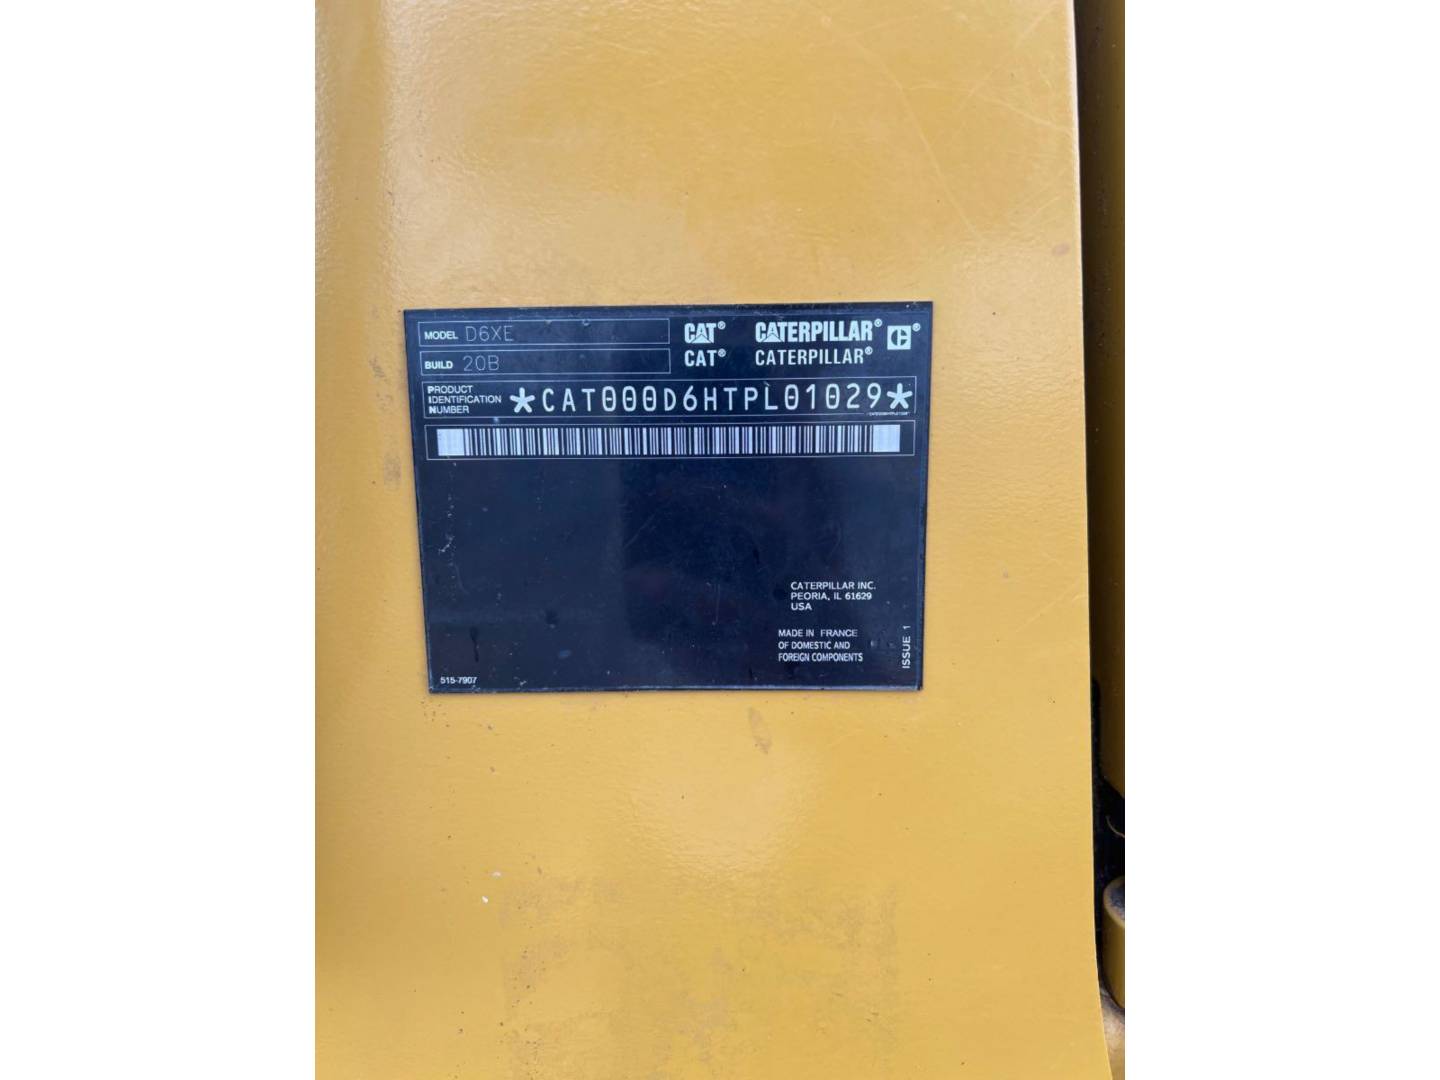 MODEL D6XE
BUILD 20B
CAT® CATERPILLAR® C®
CAT® CATERPILLAR®
PRODUCT
IDENTIFICATION
NUMBER
*CAT000D6HTPL01029*
CATERPILLAR INC.
PEORIA, IL 61629
USA
MADE IN FRANCE
OF DOMESTIC AND
FOREIGN COMPONENTS
ISSUE 1
515-7907